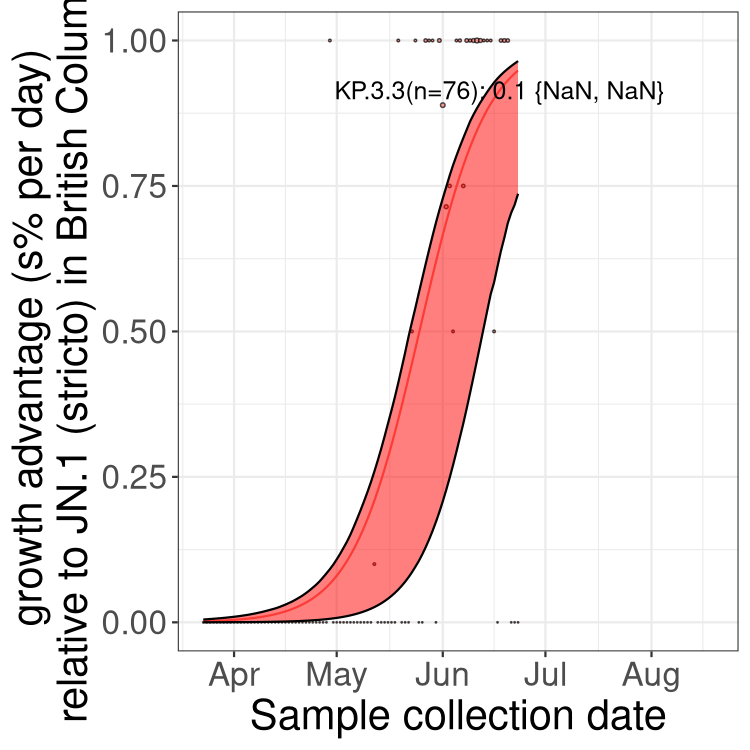 growth advantage (s% per day)
relative to JN.1 (stricto) in British Colum
1.00
0.75
0.50
0.25
0.00
KP.3.3(n=76): 0.1 {NaN, NaN}
Apr May Jun Jul Aug
Sample collection date